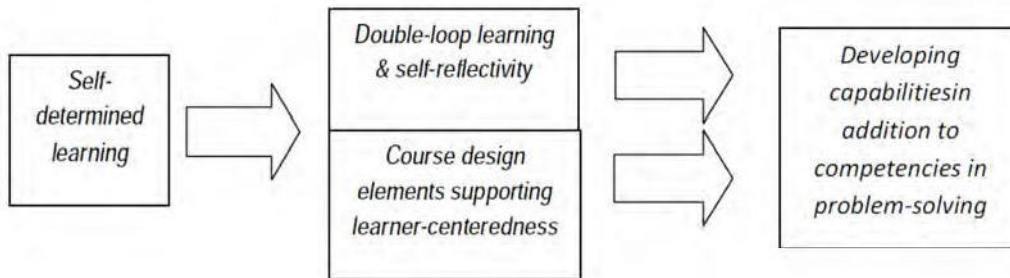 Self-
determined
learning
Double-loop learning
& self-reflectivity
Course design
elements supporting
learner-centeredness
Developing
capabilitiesin
addition to
competencies in
problem-solving